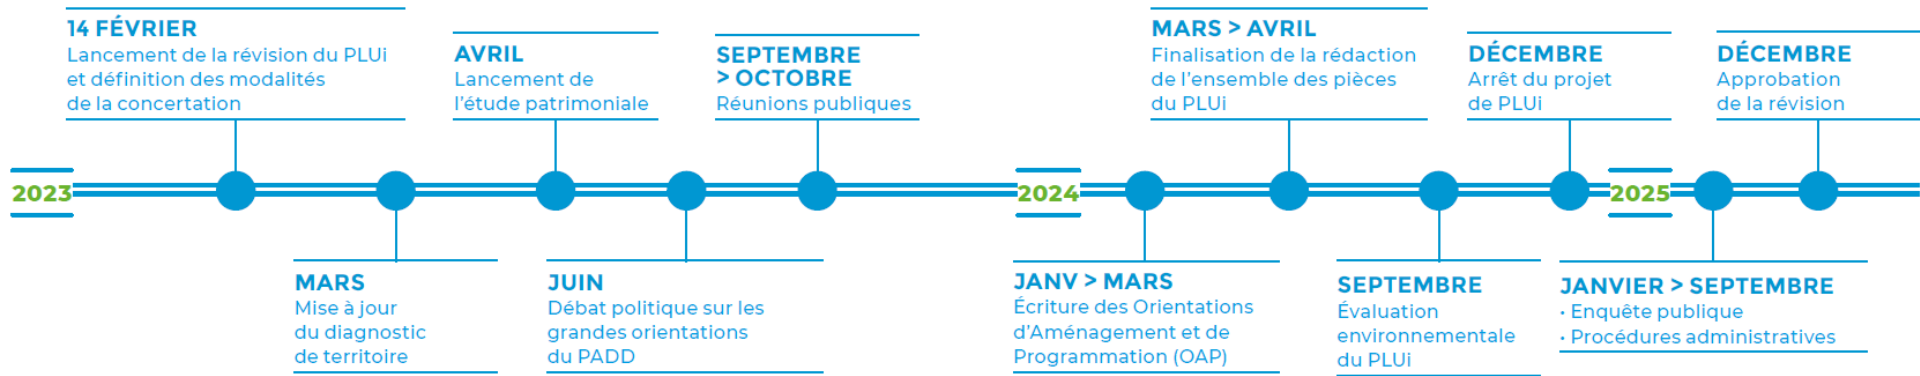 2023
14 FÉVRIER
Lancement de la révision du PLUi
et définition des modalités
de la concertation
MARS
Mise à jour
du diagnostic
de territoire
AVRIL
Lancement de
l'étude patrimoniale
JUIN
Débat politique sur les
grandes orientations
du PADD
SEPTEMBRE
> OCTOBRE
Réunions publiques
2024
JANV > MARS
Écriture des Orientations
d'Aménagement et de
Programmation (OAP)
MARS > AVRIL
Finalisation de la rédaction
de l'ensemble des pièces
du PLUi
SEPTEMBRE
Évaluation
environnementale
du PLUi
DÉCEMBRE
Arrêt du projet
de PLUi
2025
JANVIER > SEPTEMBRE
• Enquête publique
• Procédures administratives
DÉCEMBRE
Approbation
de la révision